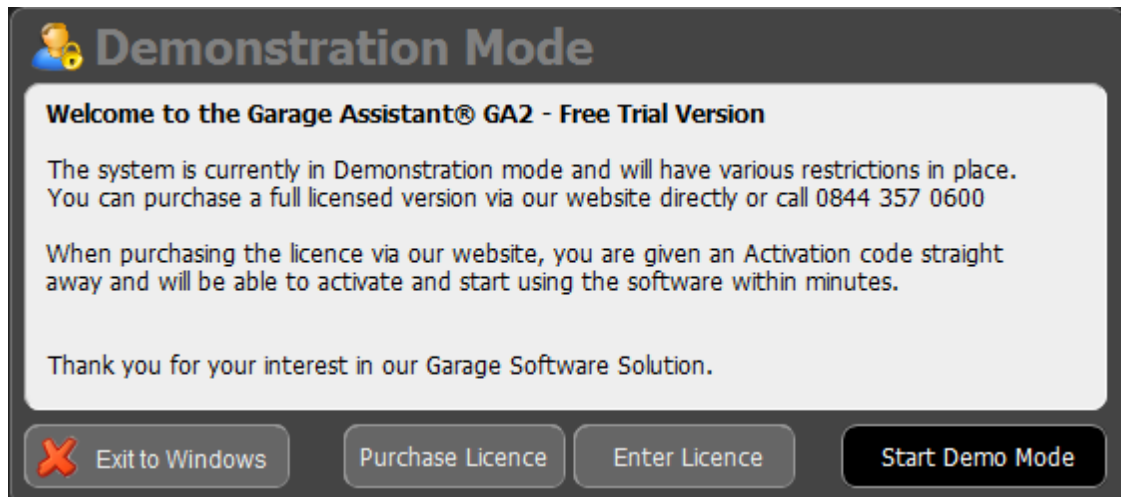 Demonstration Mode
Welcome to the Garage Assistant® GA2 - Free Trial Version
The system is currently in Demonstration mode and will have various restrictions in place.
You can purchase a full licensed version via our website directly or call 0844 357 0600
When purchasing the licence via our website, you are given an Activation code straight
away and will be able to activate and start using the software within minutes.
Thank you for your interest in our Garage Software Solution.
Exit to Windows
Purchase Licence
Enter Licence
Start Demo Mode